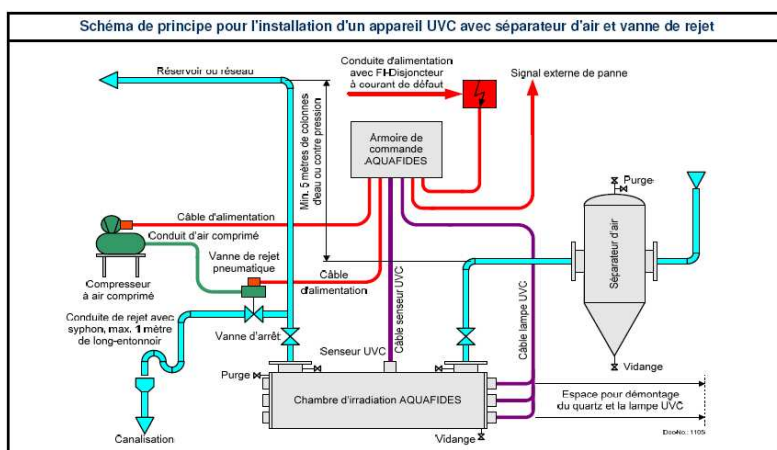 Schéma de principe pour l'installation d'un appareil UVC avec séparateur d'air et vanne de rejet
Réservoir ou réseau
Conduite d'alimentation
avec FI-Disjoncteur
à courant de défaut
Signal externe de panne
Min. 5 mètres de colonnes
d'eau ou contre pression
Armoire de
commande
AQUAFIDES
Purge
Câble d'alimentation
Conduit d'air comprimé
Vanne de rejet
pneumatique
Câble
d'alimentation
Compresseur
à air comprimé
Séparateur d'air
Conduite de rejet avec
syphon, max. 1 mètre
de long-entonnoir
Vanne d'arrêt
Câble senseur UVC
Câble lampe UVC
Senseur UVC
Vidange
Purge
Chambre d'irradiation AQUAFIDES
Espace pour démontage
du quartz et la lampe UVC
Canalisation
Vidange
DocNo.: 1105